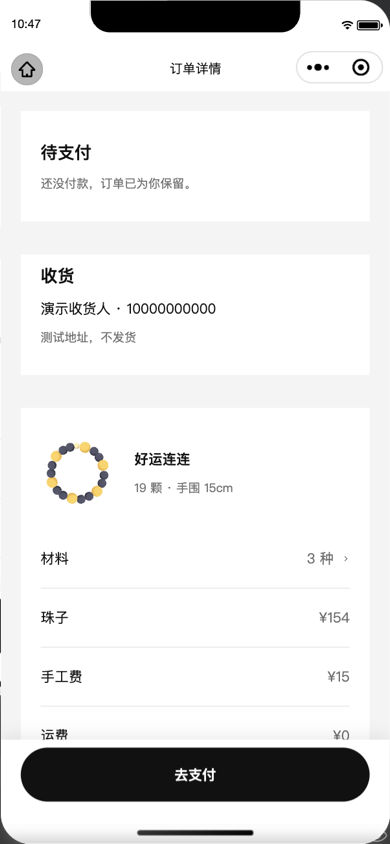 10:47
订单详情
待支付
还没付款，订单已为你保留。
收货
演示收货人 · 10000000000
测试地址，不发货
好运连连
19 颗 · 手围 15cm
材料 3 种 ›
珠子 ¥154
手工费 ¥15
运费 ¥0
去支付